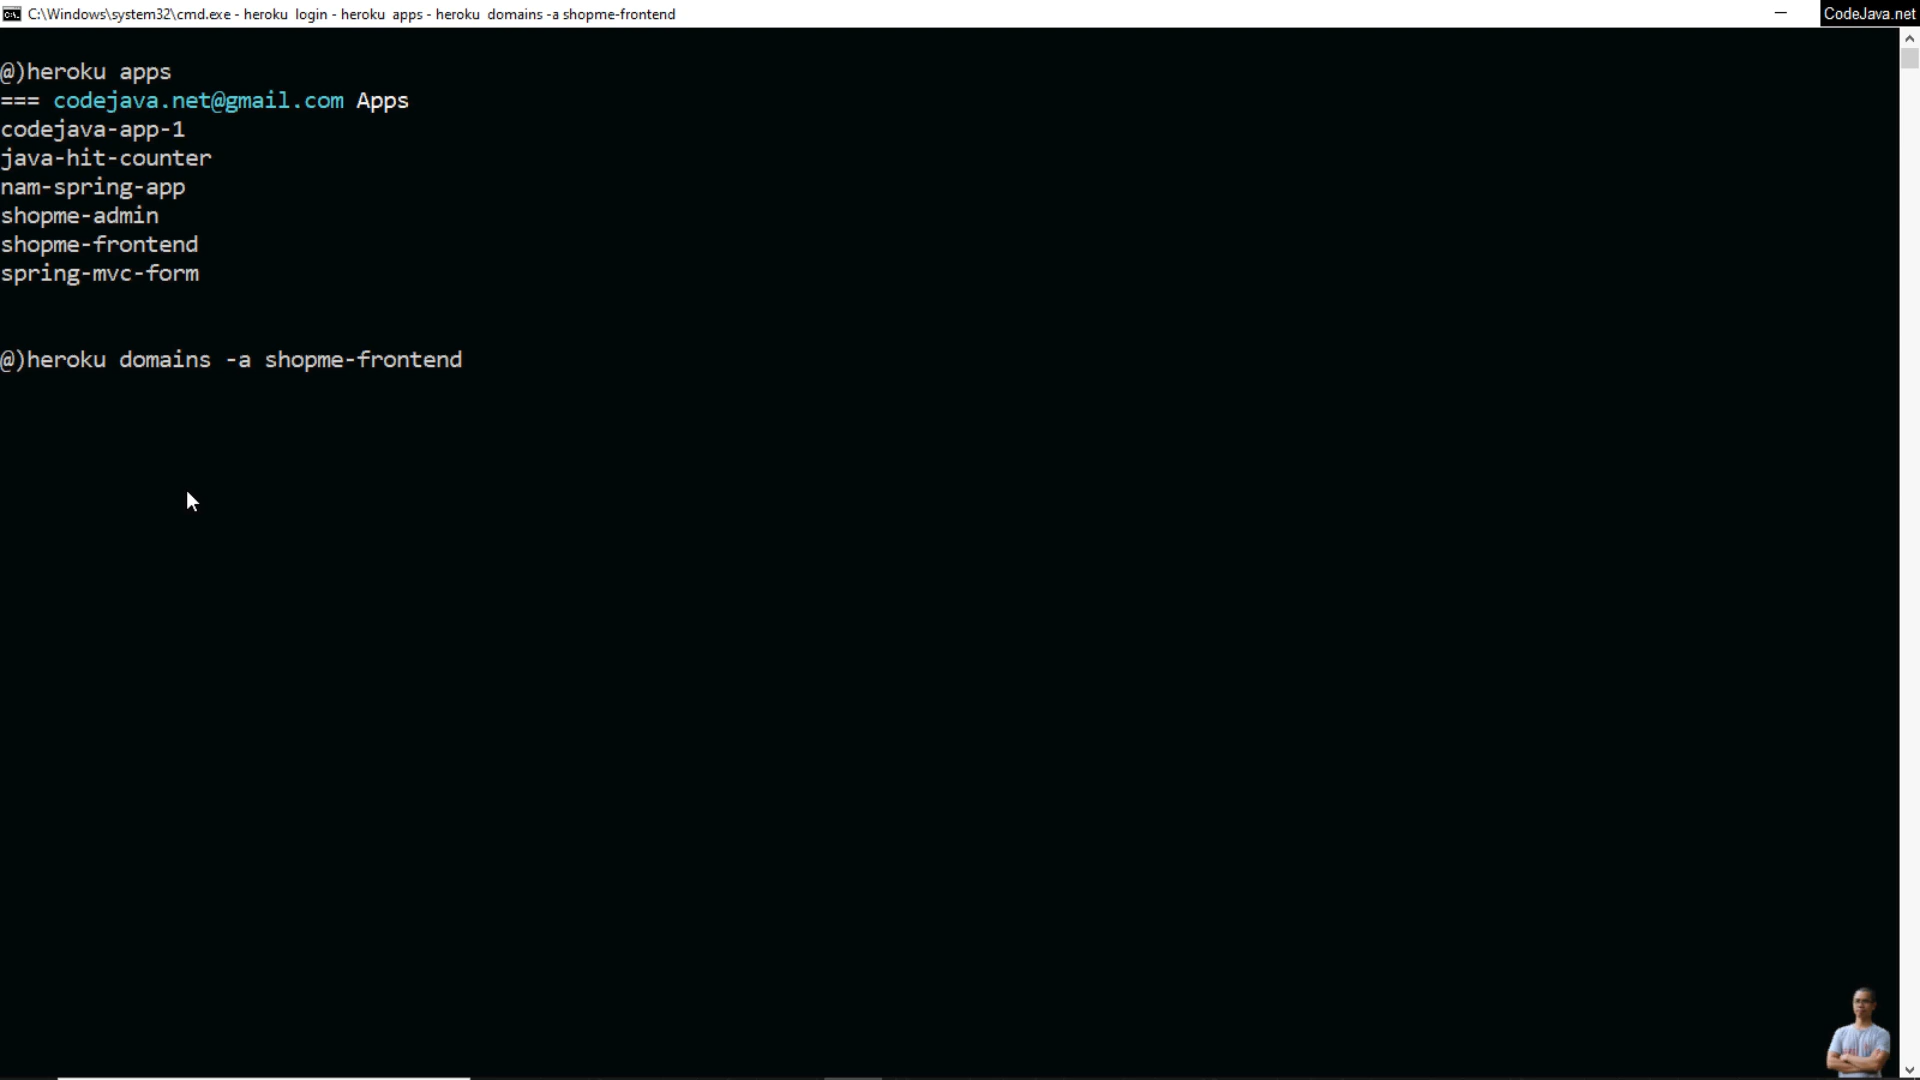 C:\Windows\system32\cmd.exe - heroku  login - heroku  apps - heroku  domains -a shopme-frontend
CodeJava.net
@)heroku apps
=== codejava.net@gmail.com Apps
codejava-app-1
java-hit-counter
nam-spring-app
shopme-admin
shopme-frontend
spring-mvc-form
@)heroku domains -a shopme-frontend